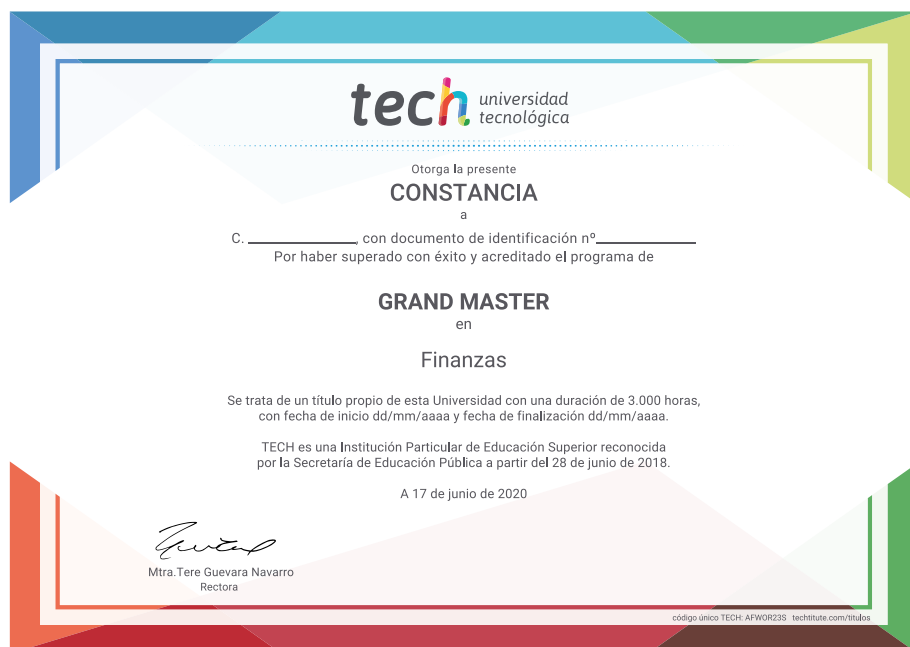 tech universidad
tecnológica
Otorga la presente
CONSTANCIA
a
C. ____________, con documento de identificación nº____________
Por haber superado con éxito y acreditado el programa de
GRAND MASTER
en
Finanzas
Se trata de un título propio de esta Universidad con una duración de 3.000 horas,
con fecha de inicio dd/mm/aaaa y fecha de finalización dd/mm/aaaa.
TECH es una Institución Particular de Educación Superior reconocida
por la Secretaría de Educación Pública a partir del 28 de junio de 2018.
A 17 de junio de 2020
Mtra.Tere Guevara Navarro
Rectora
código único TECH: AFWOR23S techtitute.com/titulos